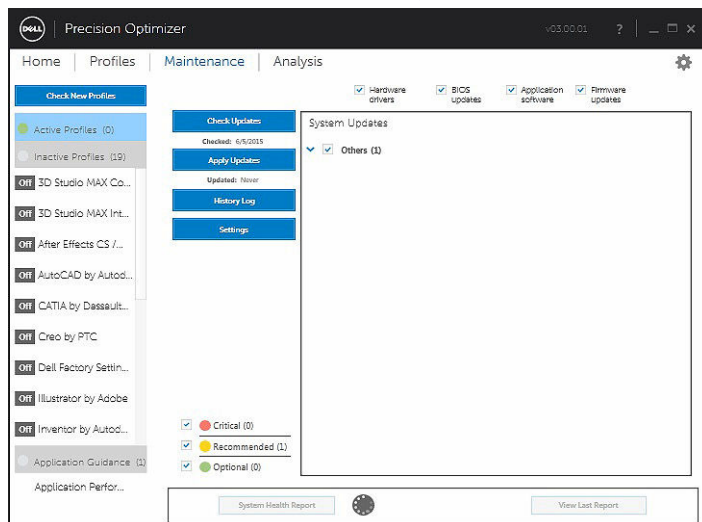 DELL
Precision Optimizer
v03.00.01
?
Home
Profiles
Maintenance
Analysis
Check New Profiles
Active Profiles (0)
Inactive Profiles (19)
Off 3D Studio MAX Co...
Off 3D Studio MAX Int...
Off After Effects CS /...
Off AutoCAD by Autod...
Off CATIA by Dassault...
Off Creo by PTC
Off Dell Factory Settin...
Off Illustrator by Adobe
Off Inventor by Autod...
Application Guidance (1)
Application Perfor...
Check Updates
Checked: 6/5/2015
Apply Updates
Updated: Never
History Log
Settings
Critical (0)
Recommended (1)
Optional (0)
Hardware
drivers
BIOS
updates
Application
software
Firmware
updates
System Updates
Others (1)
System Health Report
View Last Report